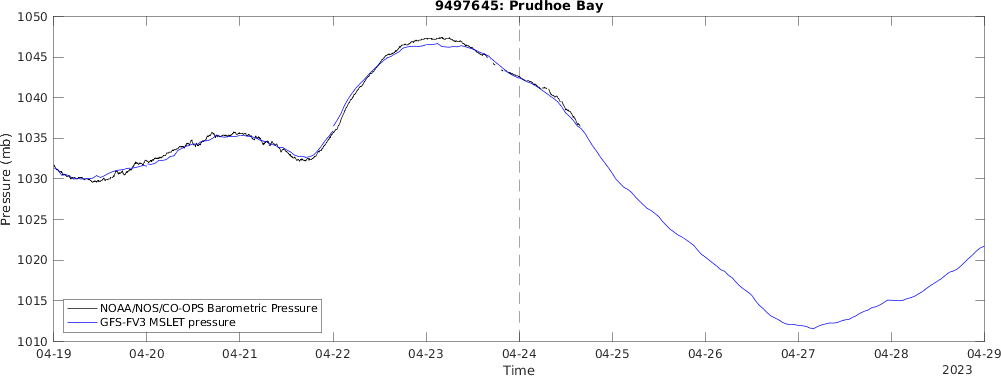 9497645: Prudhoe Bay
1050
1045
1040
1035
1030
1025
1020
1015
1010
Pressure (mb)
NOAA/NOS/CO-OPS Barometric Pressure
GFS-FV3 MSLET pressure
04-19 04-20 04-21 04-22 04-23 04-24 04-25 04-26 04-27 04-28 04-29
Time
2023